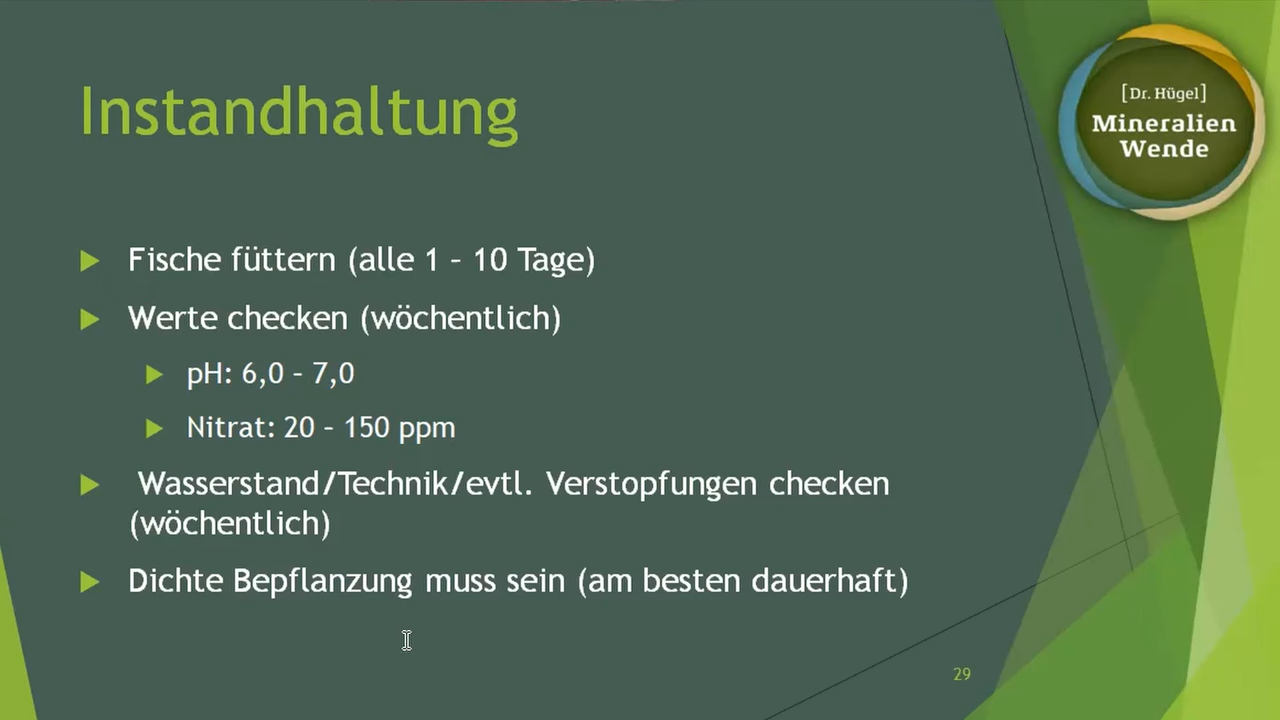 Instandhaltung
[Dr. Hügel]
Mineralien
Wende
Fische füttern (alle 1 – 10 Tage)
Werte checken (wöchentlich)
pH: 6,0 – 7,0
Nitrat: 20 – 150 ppm
Wasserstand/Technik/evtl. Verstopfungen checken
(wöchentlich)
Dichte Bepflanzung muss sein (am besten dauerhaft)
29